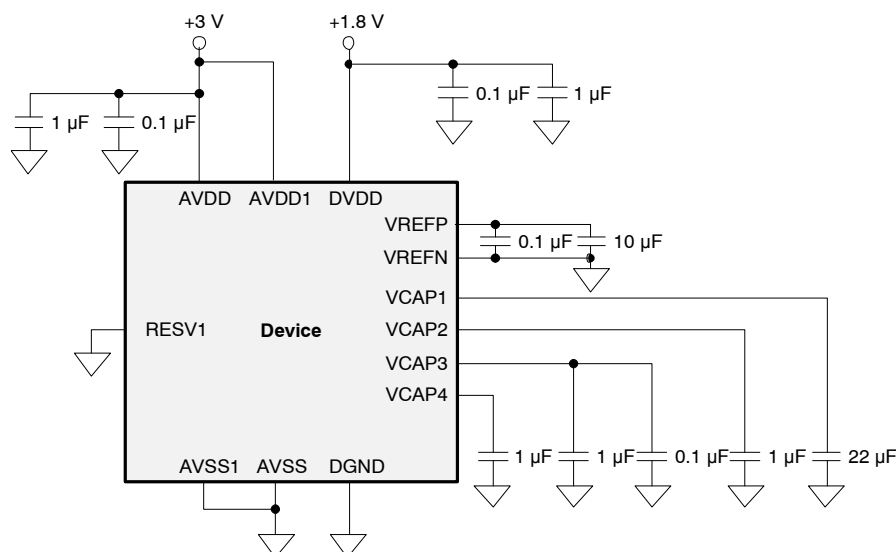 +3 V
+1.8 V
1 µF
0.1 µF
0.1 µF
1 µF
AVDD
AVDD1
DVDD
VREFP
0.1 µF
10 µF
VREFN
VCAP1
RESV1
Device
VCAP2
VCAP3
VCAP4
1 µF
1 µF
0.1 µF
1 µF
22 µF
AVSS1
AVSS
DGND